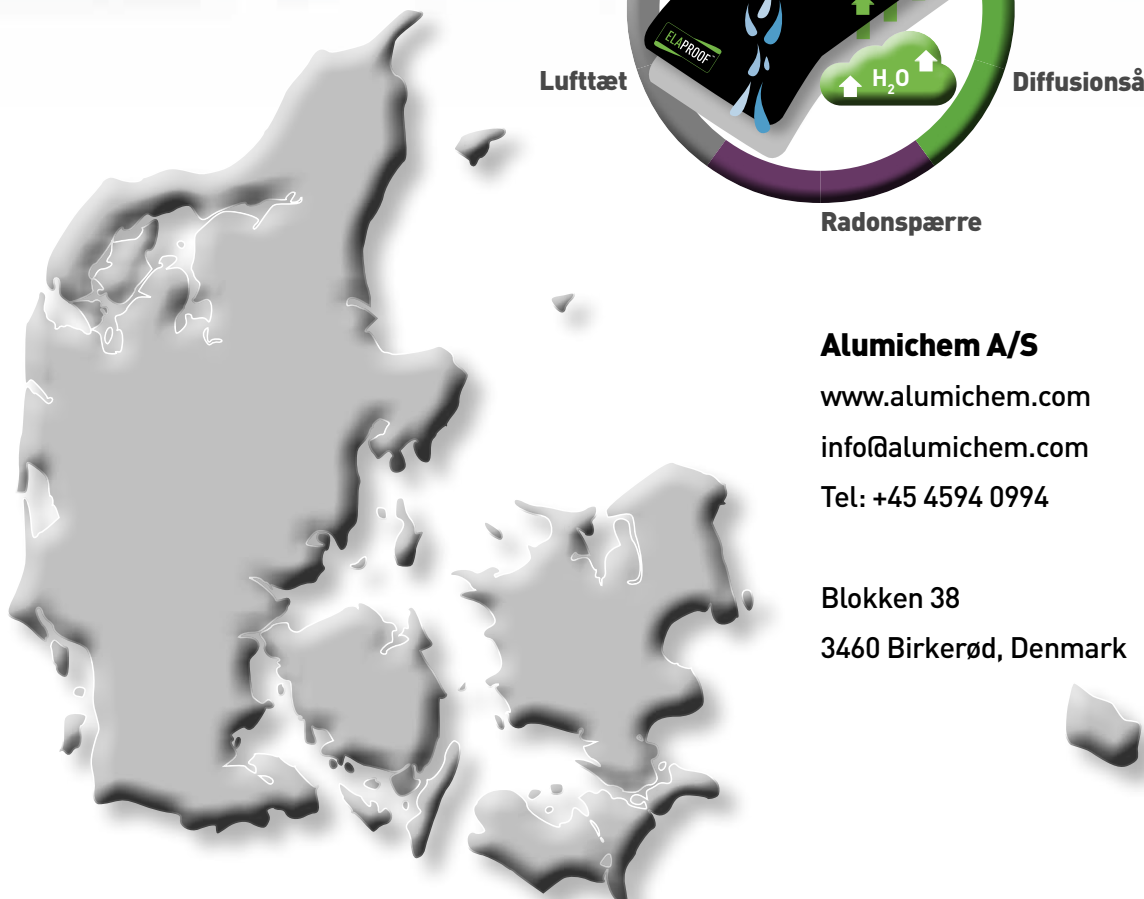 ELAPROOF™
Lufttæt
H₂O
Diffusionså
Radonspærre
Alumichem A/S
www.alumichem.com
info@alumichem.com
Tel: +45 4594 0994
Blokken 38
3460 Birkerød, Denmark